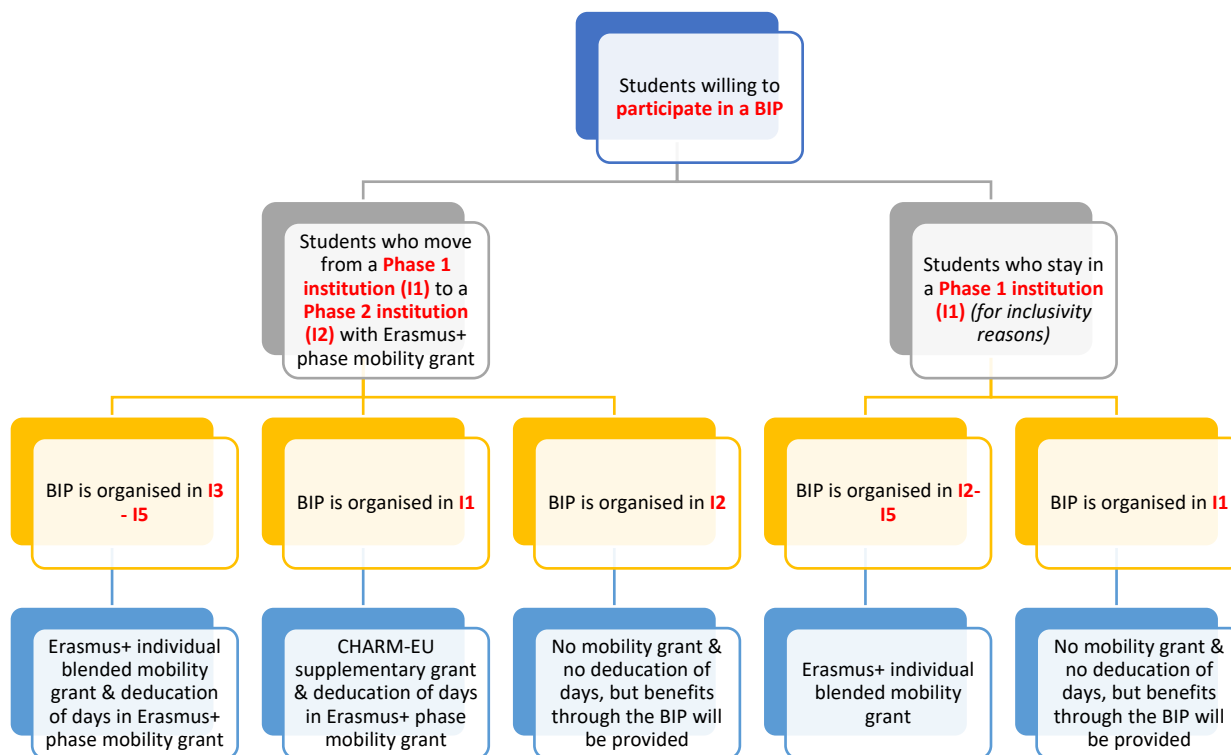 Students willing to
participate in a BIP
Students who move
from a Phase 1
institution (I1) to a
Phase 2 institution
(I2) with Erasmus+
phase mobility grant
Students who stay in
a Phase 1 institution
(I1) (for inclusivity
reasons)
BIP is organised in I3
- I5
BIP is organised in I1
BIP is organised in I2
BIP is organised in I2-
I5
BIP is organised in I1
Erasmus+ individual
blended mobility
grant & deducation
of days in Erasmus+
phase mobility grant
CHARM-EU
supplementary grant
& deducation of days
in Erasmus+ phase
mobility grant
No mobility grant &
no deducation of
days, but benefits
through the BIP will
be provided
Erasmus+ individual
blended mobility
grant
No mobility grant &
no deducation of
days, but benefits
through the BIP will
be provided